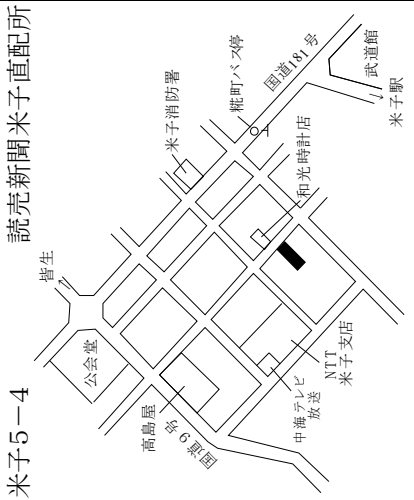 米子5－4
読売新聞米子直配所
皆生
公会堂
高島屋
国道9号
中海テレビ
放送
NTT
米子支店
米子消防署
糀町バス停
国道181号
和光時計店
武道館
米子駅